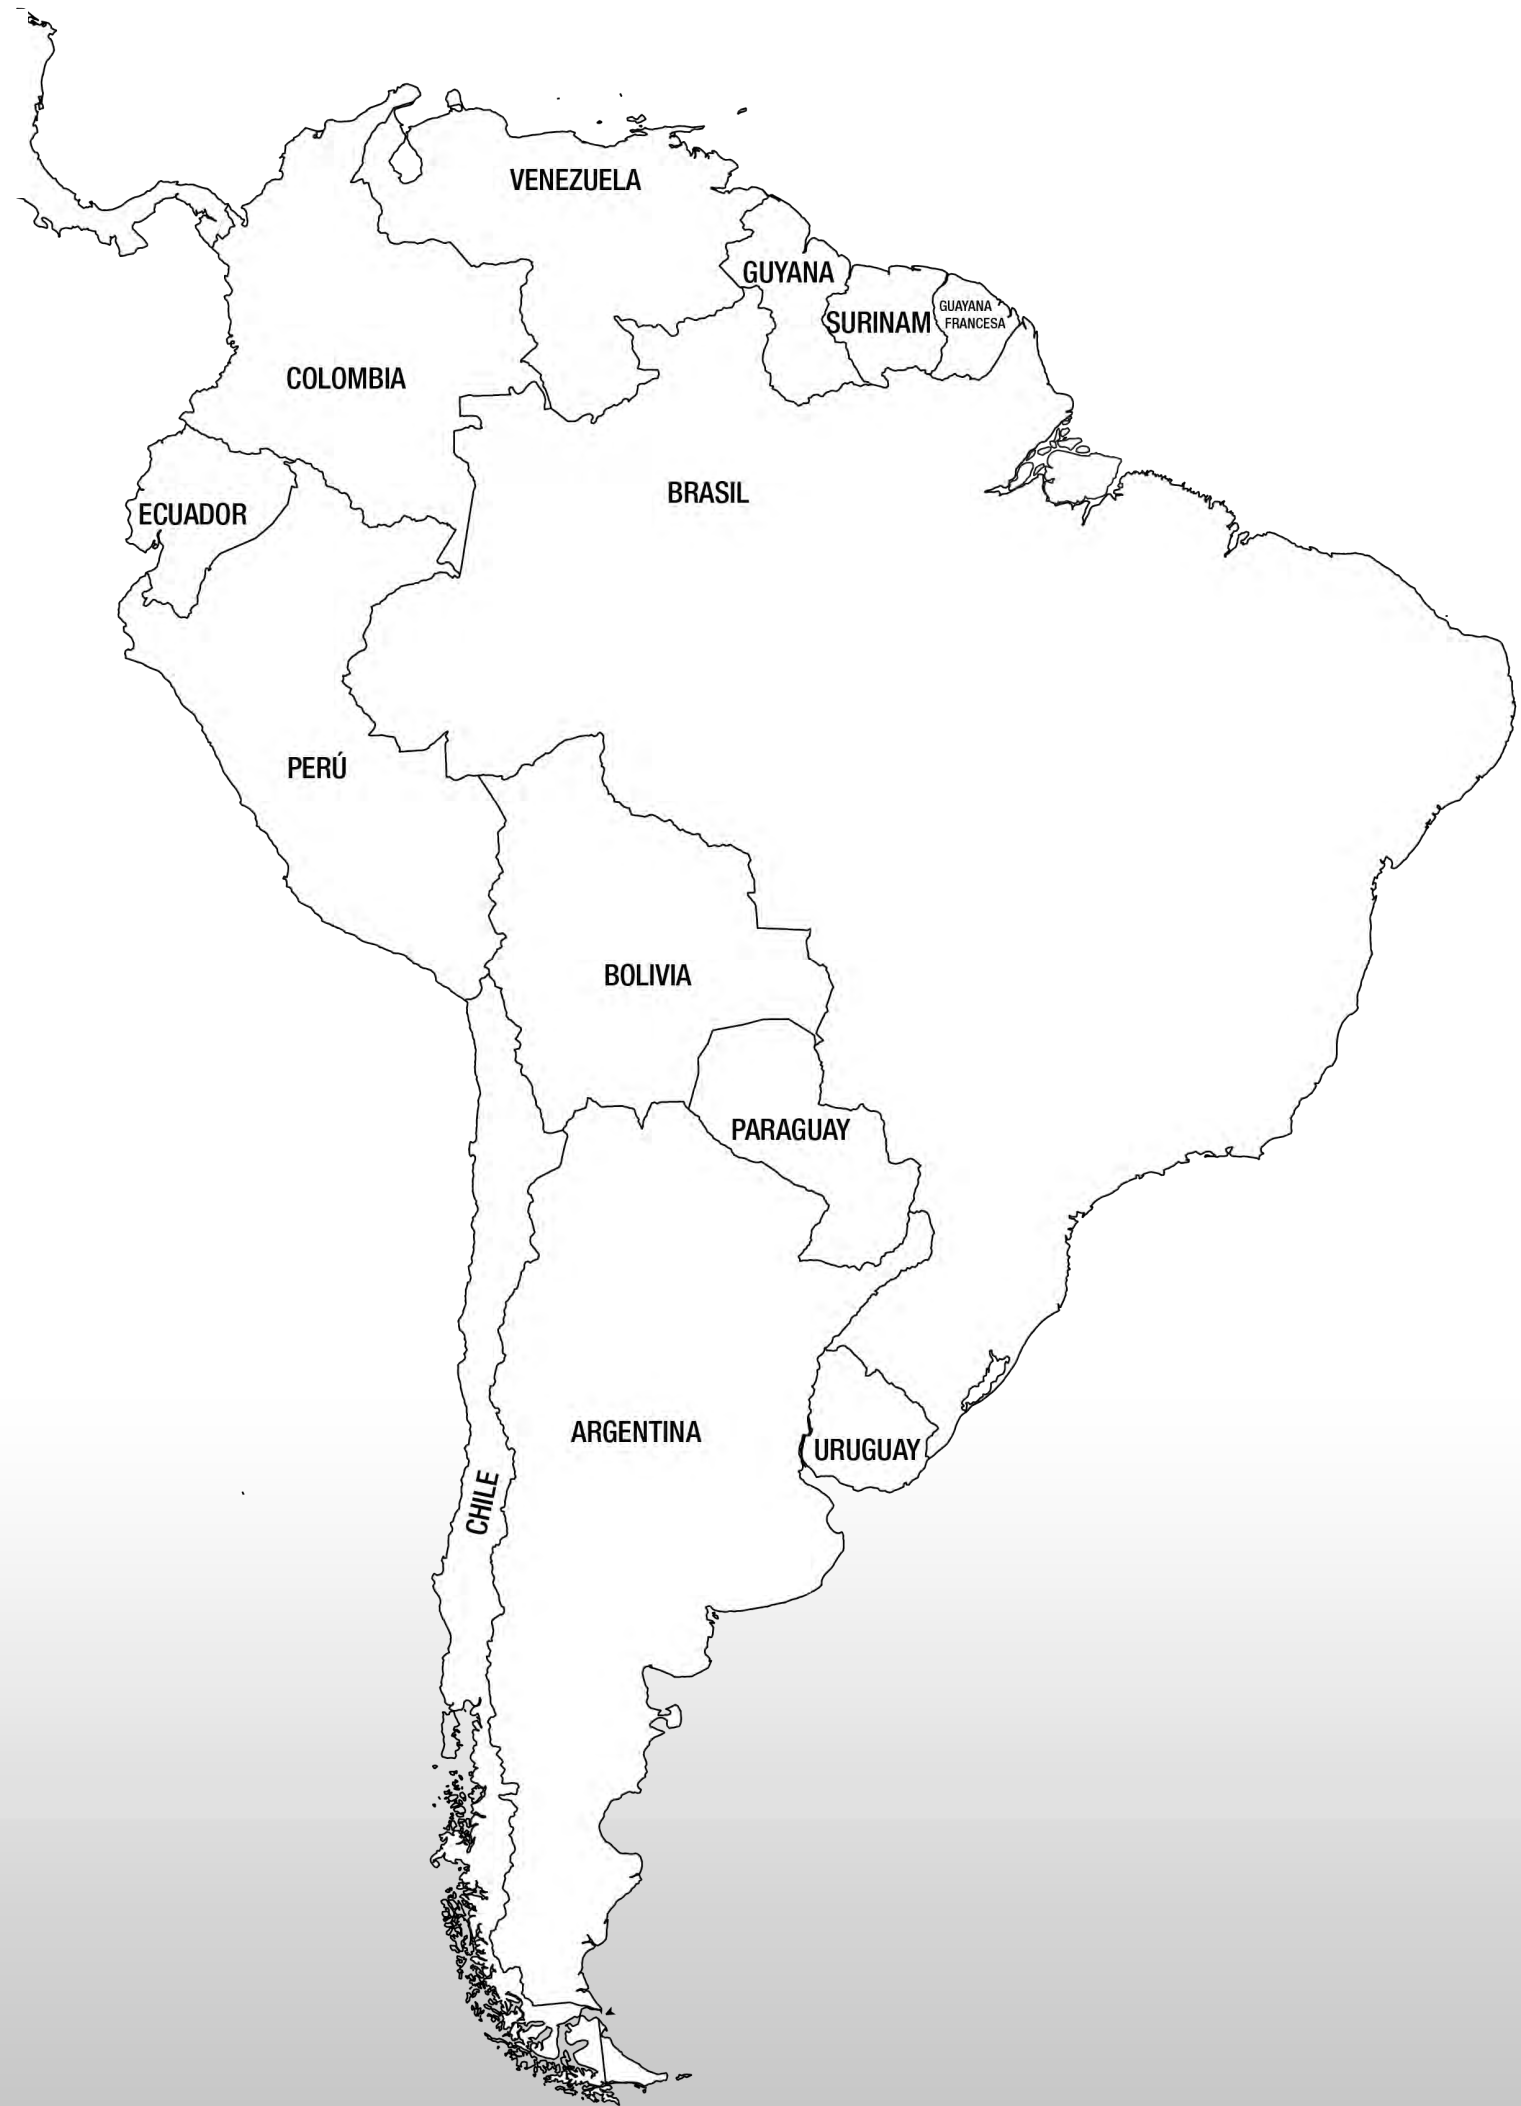 VENEZUELA
GUYANA
SURINAM
GUAYANA
FRANCESA
COLOMBIA
BRASIL
ECUADOR
PERÚ
BOLIVIA
PARAGUAY
ARGENTINA
URUGUAY
CHILE